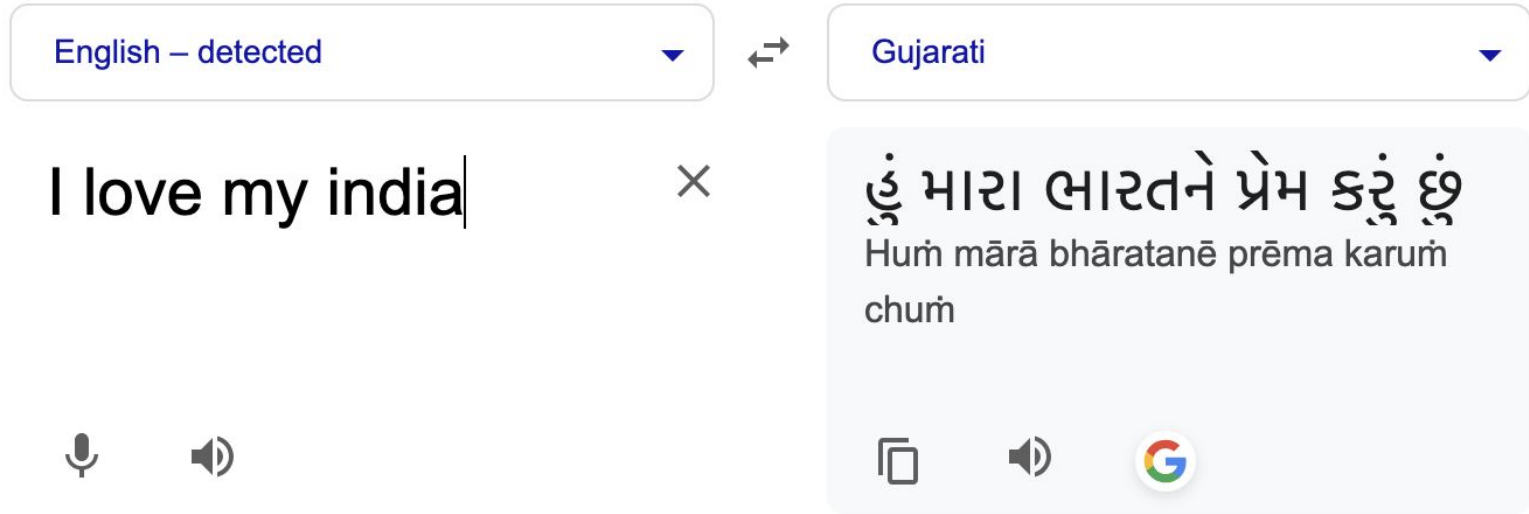 English – detected
Gujarati
I love my india
હું મારા ભારતને પ્રેમ કરું છું
Huṁ mārā bhāratanē prēma karuṁ
chuṁ